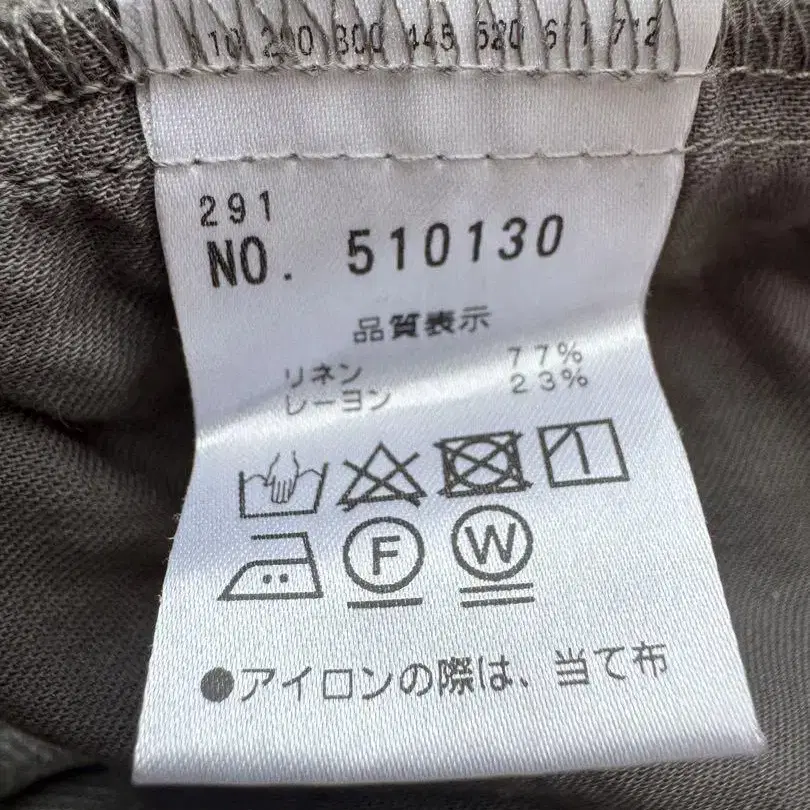 291
NO. 510130
品質表示
リネン 77%
レーヨン 23%
F W
●アイロンの際は、当て布